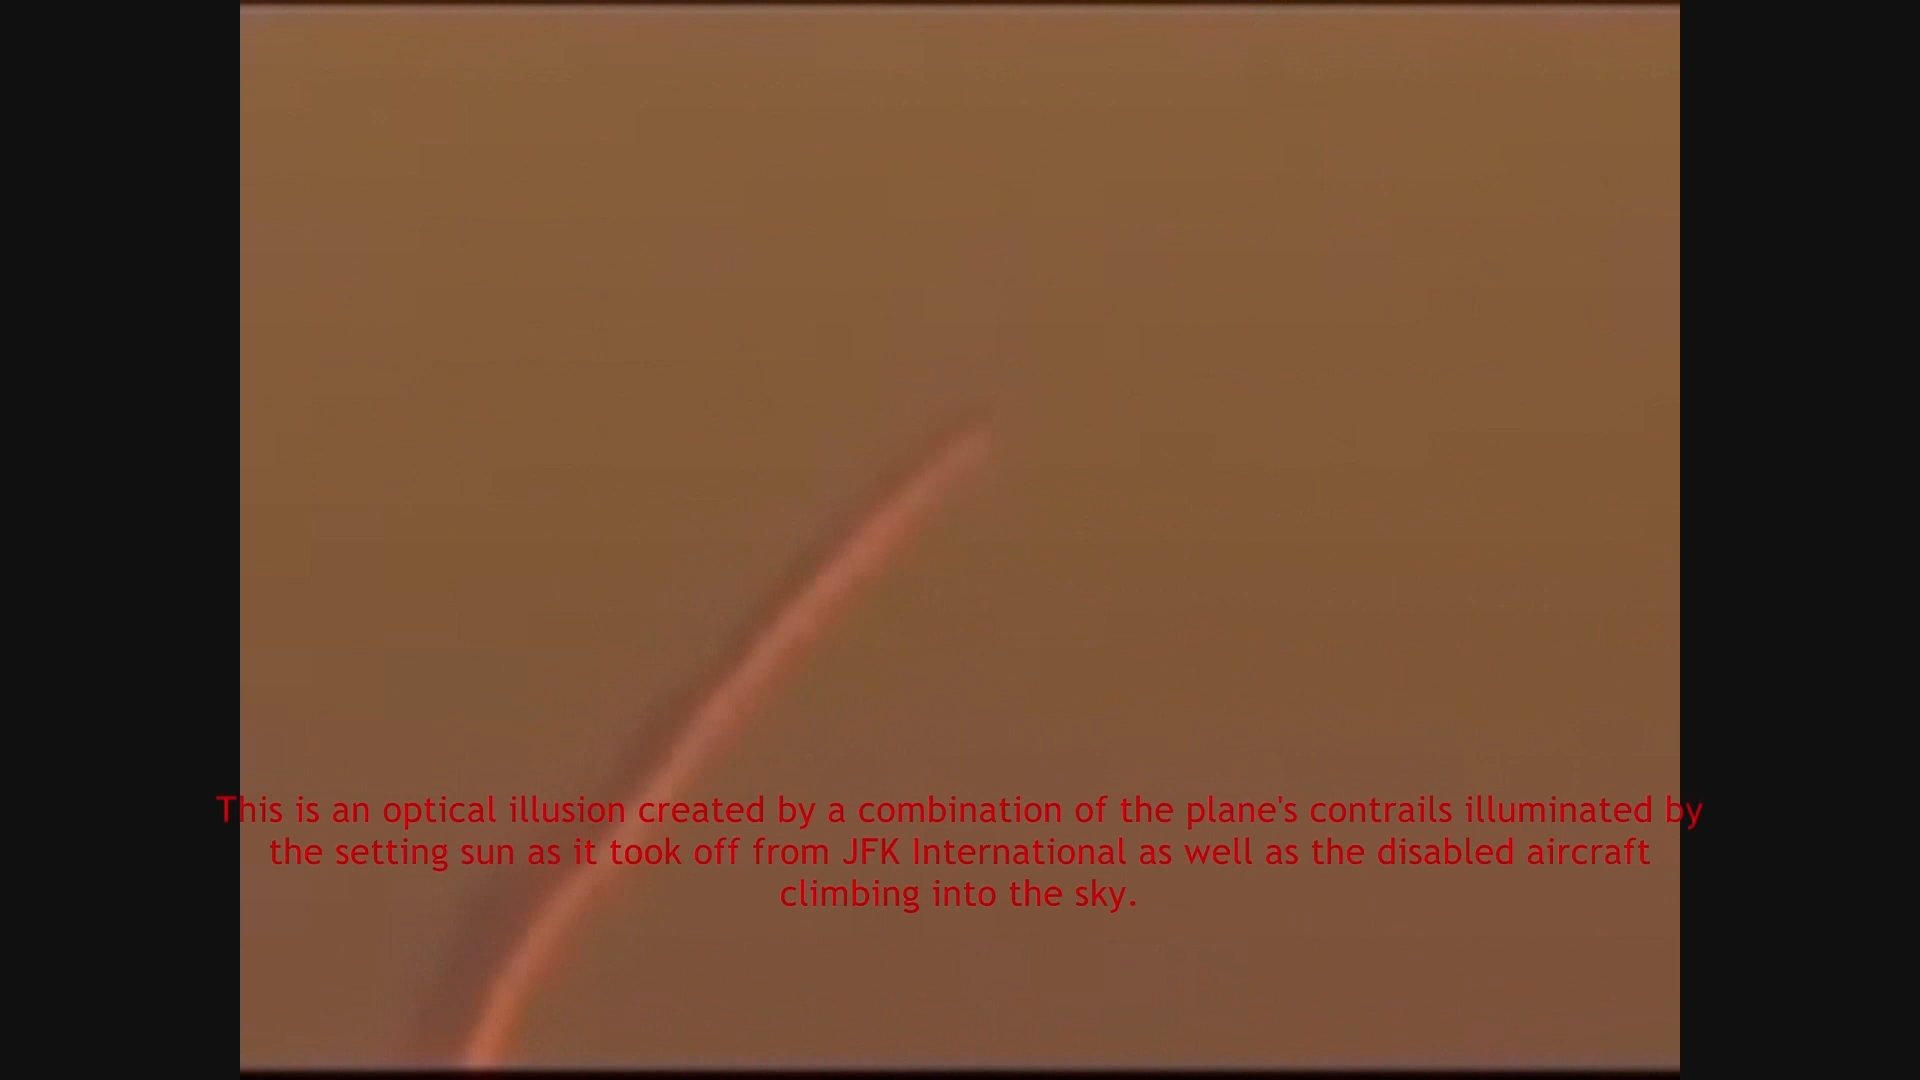 This is an optical illusion created by a combination of the plane's contrails illuminated by
the setting sun as it took off from JFK International as well as the disabled aircraft
climbing into the sky.